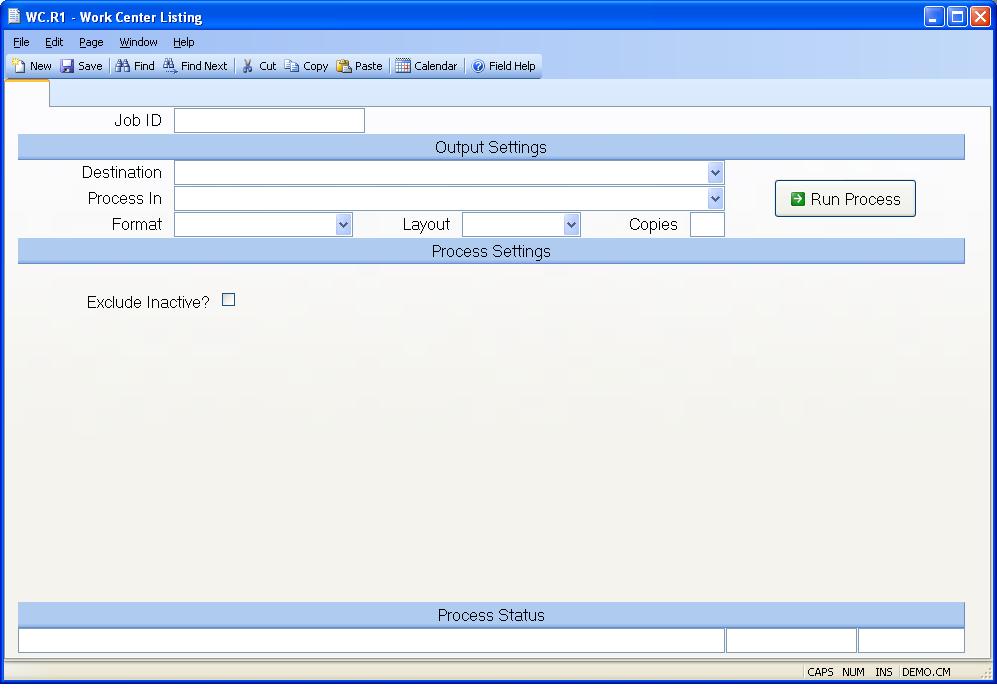 WC.R1 - Work Center Listing
File Edit Page Window Help
New Save Find Find Next Cut Copy Paste Calendar Field Help
Job ID
Output Settings
Destination
Process In
Run Process
Format Layout Copies
Process Settings
Exclude Inactive?
Process Status
CAPS NUM INS DEMO.CM